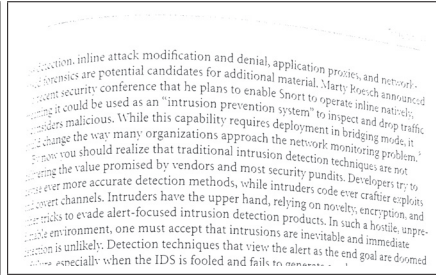 detection, inline attack modification and denial, application proxies, and network-
forensics are potential candidates for additional material. Marty Roesch announced
recent security conference that he plans to enable Snort to operate inline natively,
it could be used as an “intrusion prevention system” to inspect and drop traffic
considers malicious. While this capability requires deployment in bridging mode, it
change the way many organizations approach the network monitoring problem.
now you should realize that traditional intrusion detection techniques are not
the value promised by vendors and most security pundits. Developers try to
ever more accurate detection methods, while intruders code ever craftier exploits
covert channels. Intruders have the upper hand, relying on novelty, encryption, and
tricks to evade alert-focused intrusion detection products. In such a hostile, unpre-
environment, one must accept that intrusions are inevitable and immediate
is unlikely. Detection techniques that view the alert as the end goal are doomed
especially when the IDS is fooled and fails to generate